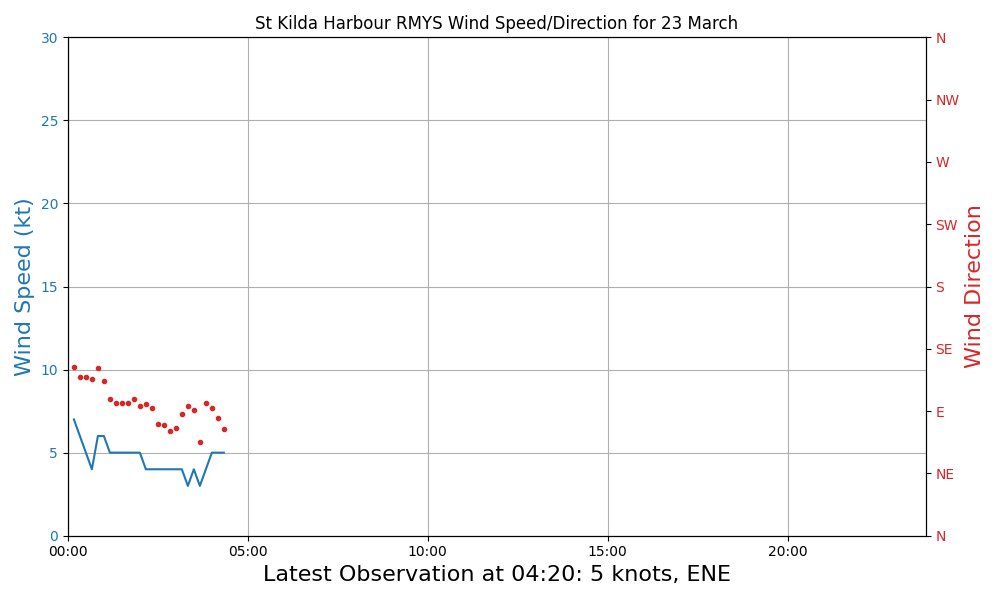 St Kilda Harbour RMYS Wind Speed/Direction for 23 March
30
25
20
15
10
5
0
Wind Speed (kt)
N
NW
W
SW
S
SE
E
NE
N
Wind Direction
00:00 05:00 10:00 15:00 20:00
Latest Observation at 04:20: 5 knots, ENE